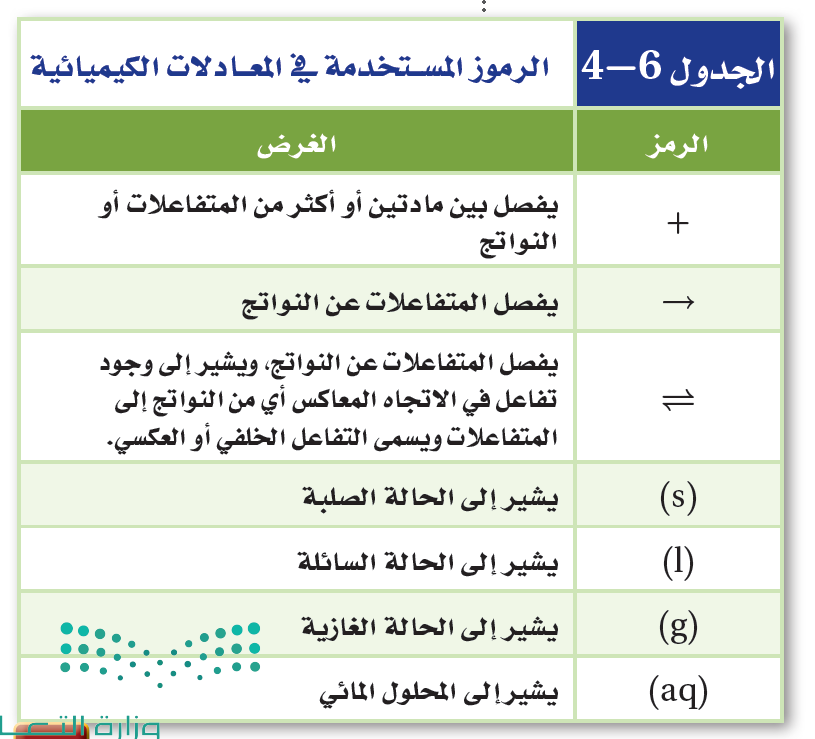 الجدول 6–4 الرموز المستخدمة في المعادلات الكيميائية
الرمز الغرض
+ يفصل بين مادتين أو أكثر من المتفاعلات أو
النواتج
→ يفصل المتفاعلات عن النواتج
يفصل المتفاعلات عن النواتج، ويشير إلى وجود
⇌ تفاعل في الاتجاه المعاكس أي من النواتج إلى
المتفاعلات ويسمى التفاعل الخلفي أو العكسي.
(s) يشير إلى الحالة الصلبة
(l) يشير إلى الحالة السائلة
(g) يشير إلى الحالة الغازية
(aq) يشير إلى المحلول المائي
وزارة